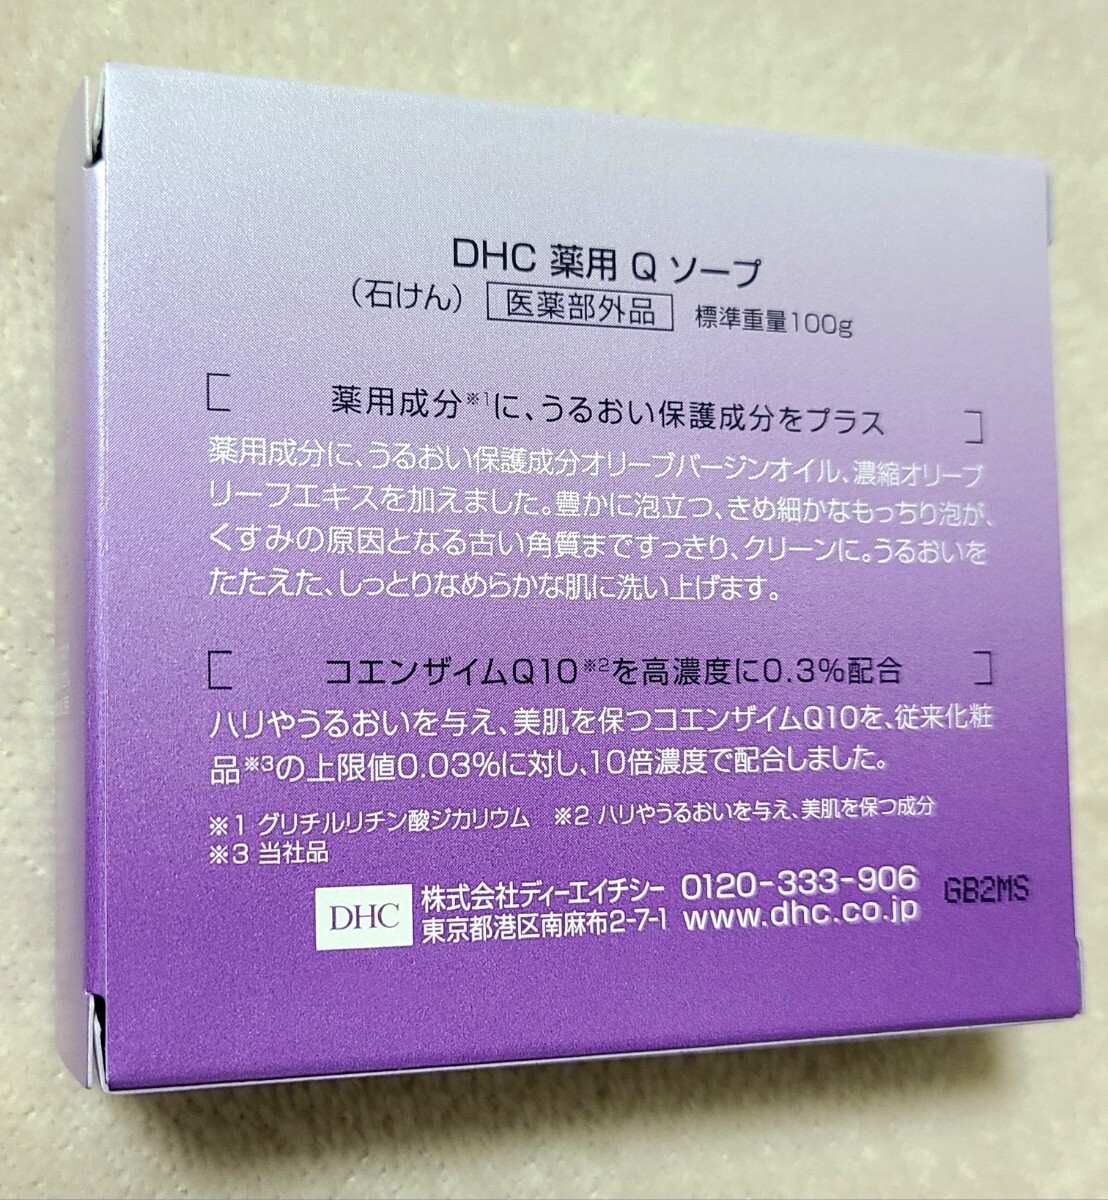 DHC 薬用 Q ソープ
（石けん） 医薬部外品 標準重量100g
薬用成分※1に、うるおい保護成分をプラス
薬用成分に、うるおい保護成分オリーブバージンオイル、濃縮オリーブ
リーフエキスを加えました。豊かに泡立つ、きめ細かなもっちり泡が、
くすみの原因となる古い角質まですっきり、クリーンに。うるおいを
たたえた、しっとりなめらかな肌に洗い上げます。
コエンザイムQ10※2を高濃度に0.3%配合
ハリやうるおいを与え、美肌を保つコエンザイムQ10を、従来化粧
品※3の上限値0.03%に対し、10倍濃度で配合しました。
※1 グリチルリチン酸ジカリウム ※2 ハリやうるおいを与え、美肌を保つ成分
※3 当社品
DHC 株式会社ディーエイチシー 0120-333-906 GB2MS
東京都港区南麻布2-7-1 www.dhc.co.jp